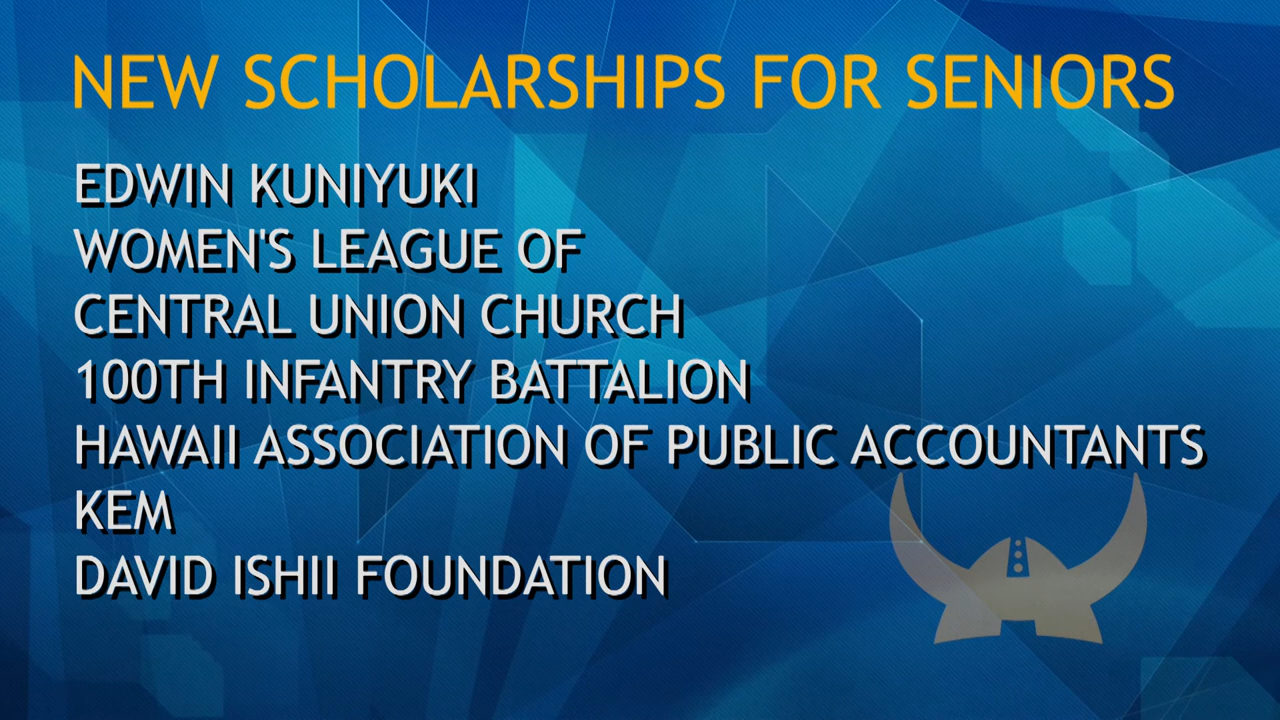 NEW SCHOLARSHIPS FOR SENIORS
EDWIN KUNIYUKI
WOMEN'S LEAGUE OF
CENTRAL UNION CHURCH
100TH INFANTRY BATTALION
HAWAII ASSOCIATION OF PUBLIC ACCOUNTANTS
KEM
DAVID ISHII FOUNDATION